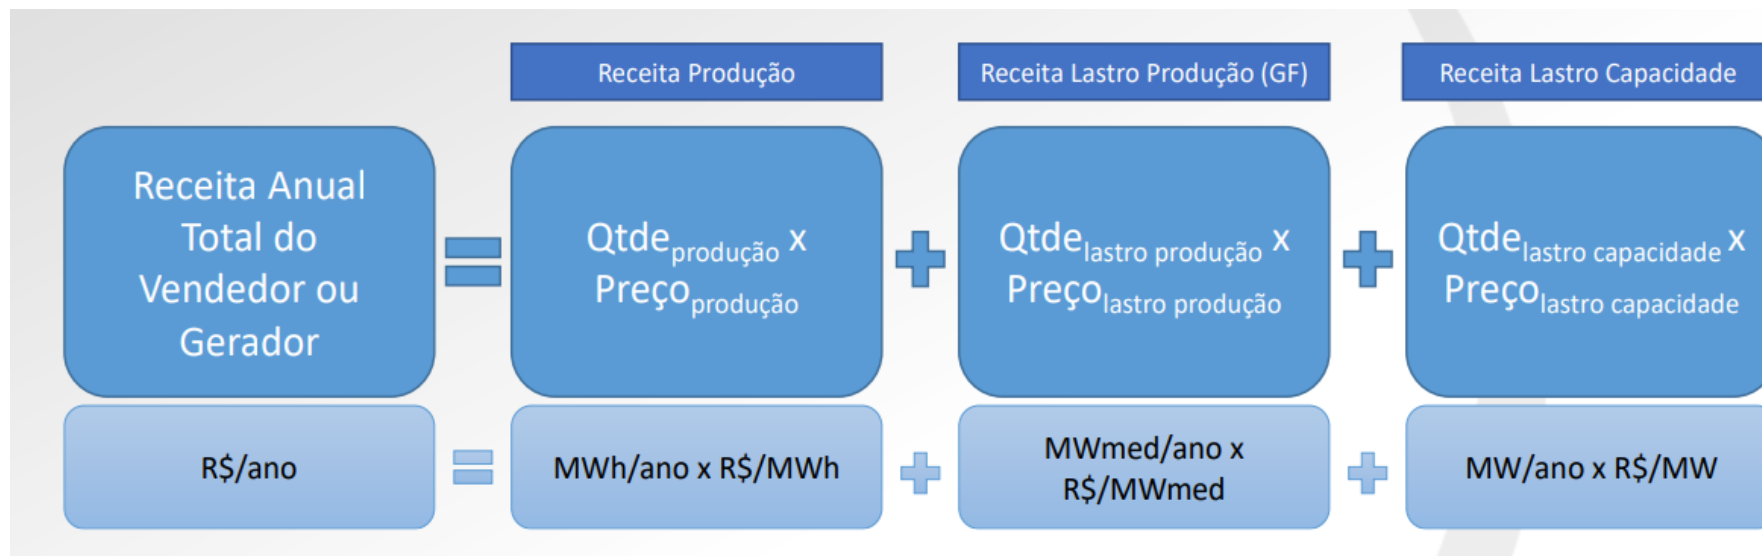 Receita Produção
Receita Lastro Produção (GF)
Receita Lastro Capacidade
Receita Anual
Total do
Vendedor ou
Gerador
=
Qtdeprodução x
Preçoprodução
+
Qtdelastro produção x
Preçolastro produção
+
Qtdelastro capacidade x
Preçolastro capacidade
R$/ano
=
MWh/ano x R$/MWh
+
MWmed/ano x
R$/MWmed
+
MW/ano x R$/MW